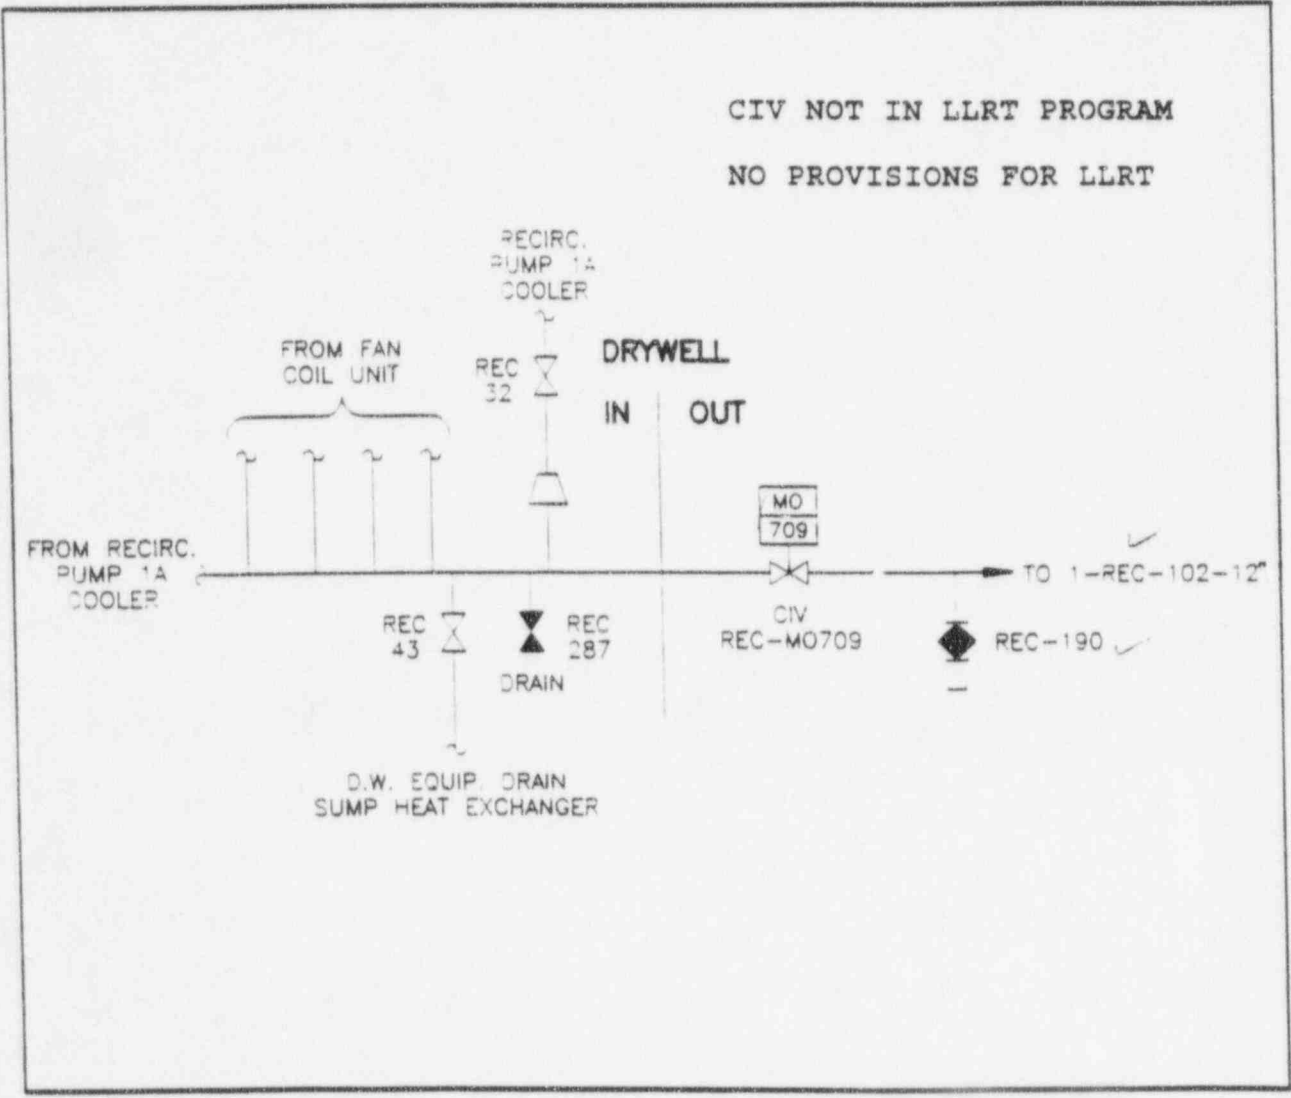 CIV NOT IN LLRT PROGRAM
NO PROVISIONS FOR LLRT
RECIRC.
PUMP 1A
COOLER
FROM FAN
COIL UNIT
REC
32
DRYWELL
IN OUT
MO
709
FROM RECIRC.
PUMP 1A
COOLER
TO 1-REC-102-12"
REC
43
REC
287
DRAIN
CIV
REC-MO709
REC-190
D.W. EQUIP. DRAIN
SUMP HEAT EXCHANGER